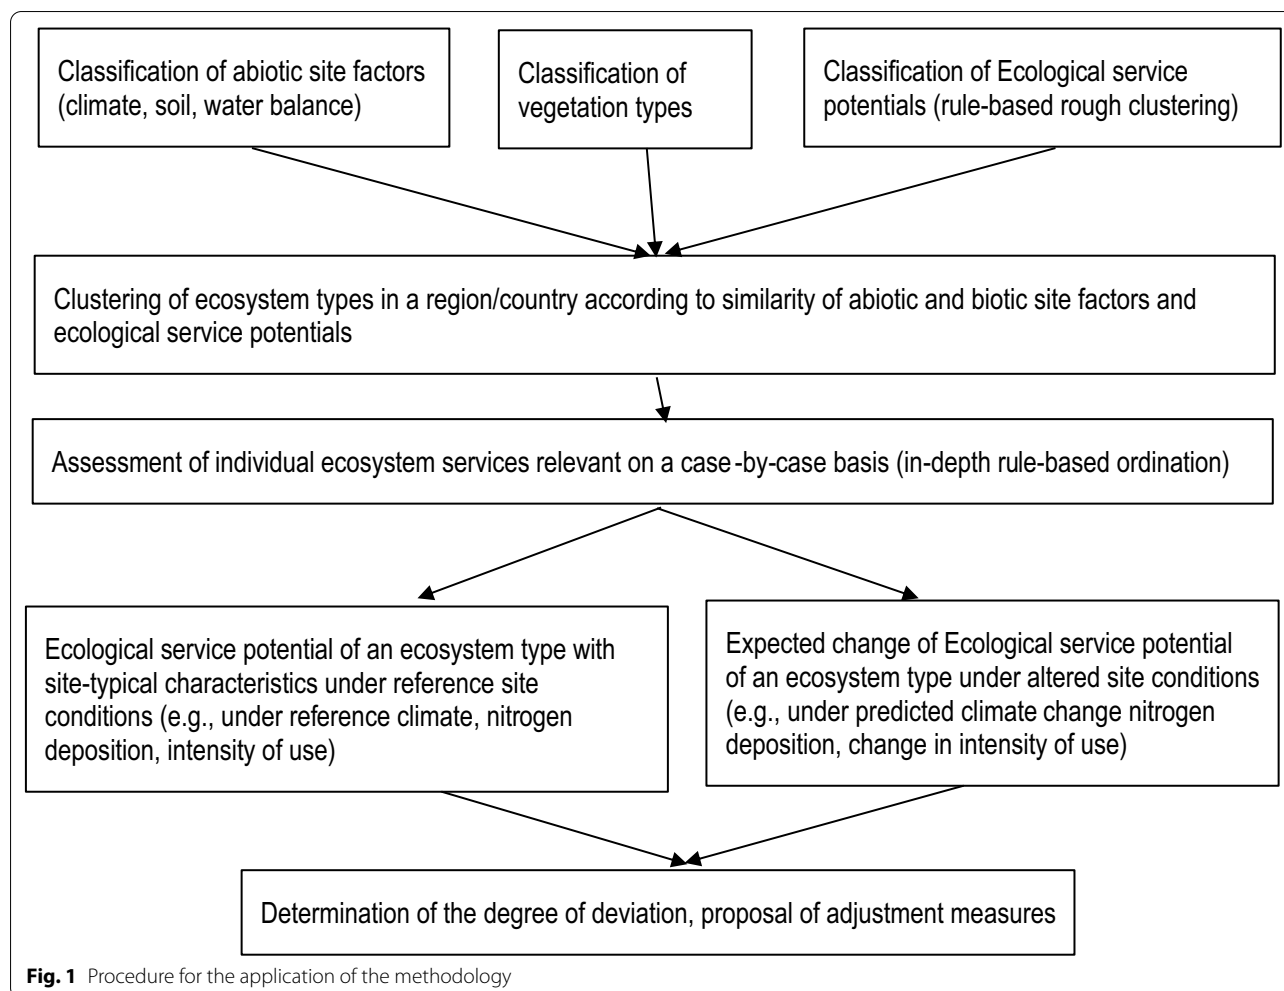 Classification of abiotic site factors
(climate, soil, water balance)
Classification of
vegetation types
Classification of Ecological service
potentials (rule-based rough clustering)
Clustering of ecosystem types in a region/country according to similarity of abiotic and biotic site factors and
ecological service potentials
Assessment of individual ecosystem services relevant on a case-by-case basis (in-depth rule-based ordination)
Ecological service potential of an ecosystem type with
site-typical characteristics under reference site
conditions (e.g., under reference climate, nitrogen
deposition, intensity of use)
Expected change of Ecological service potential
of an ecosystem type under altered site conditions
(e.g., under predicted climate change nitrogen
deposition, change in intensity of use)
Determination of the degree of deviation, proposal of adjustment measures
Fig. 1 Procedure for the application of the methodology